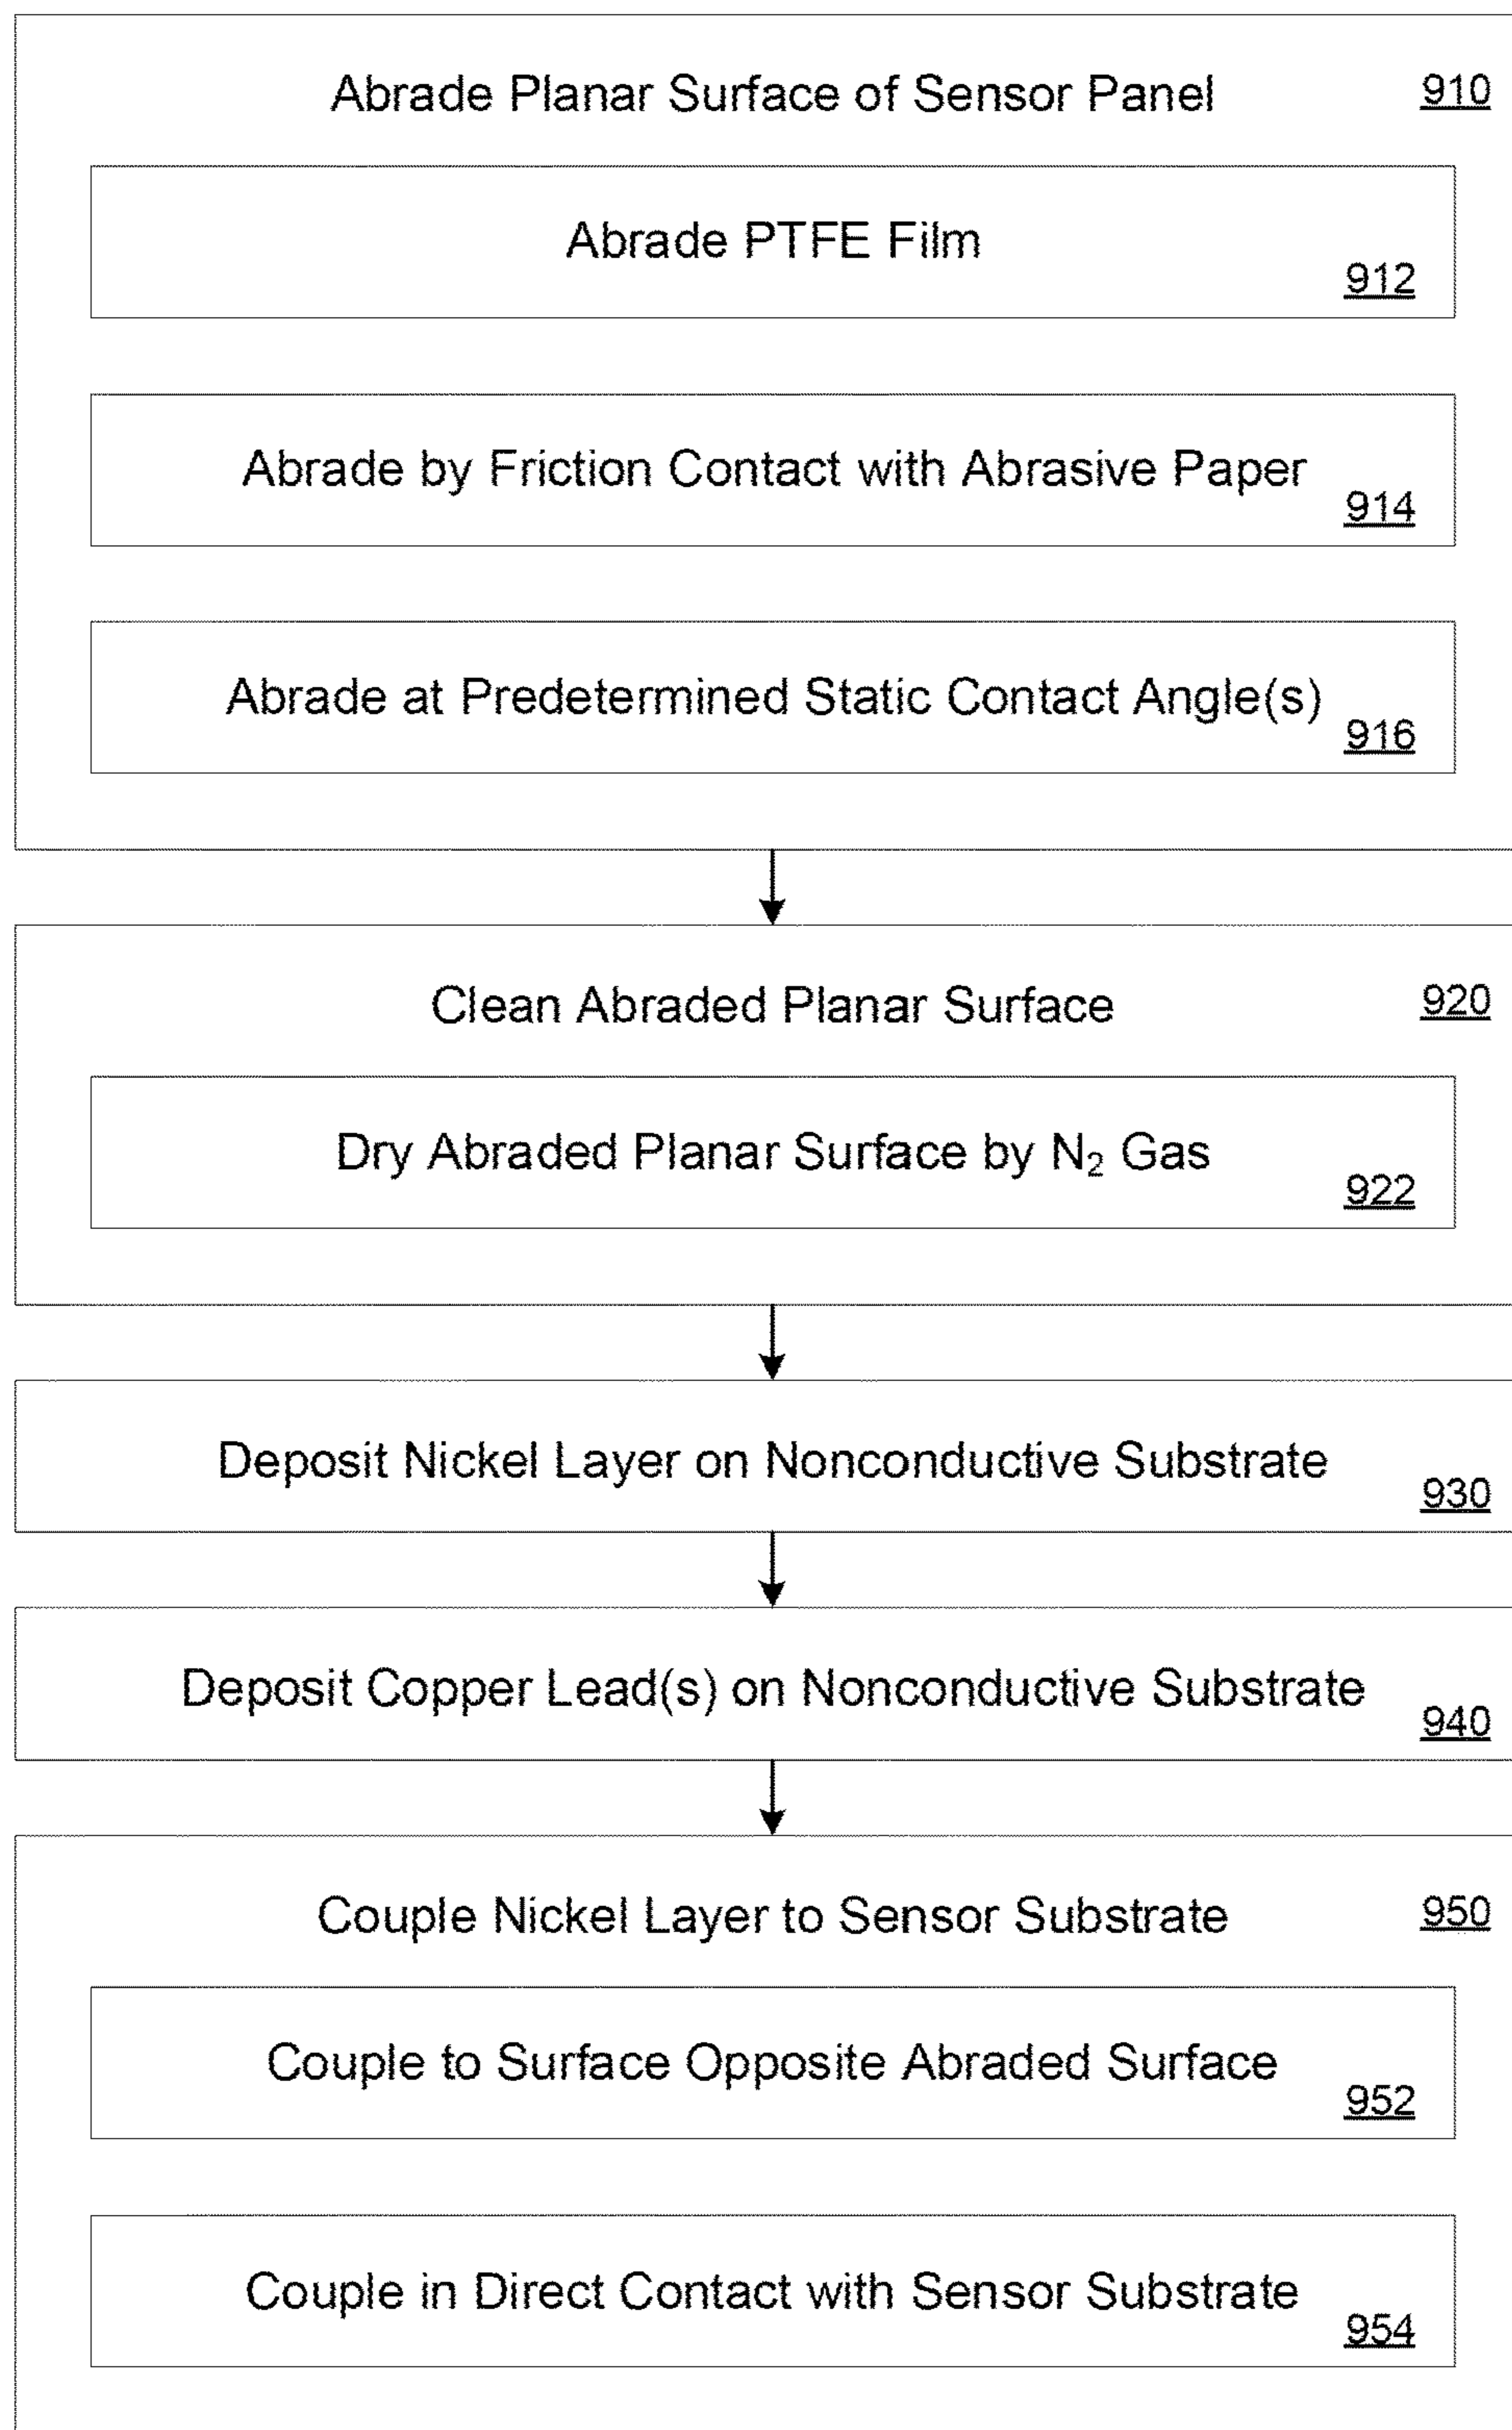 Abrade Planar Surface of Sensor Panel 910
Abrade PTFE Film
912
Abrade by Friction Contact with Abrasive Paper
914
Abrade at Predetermined Static Contact Angle(s)
916
Clean Abraded Planar Surface 920
Dry Abraded Planar Surface by N₂ Gas
922
Deposit Nickel Layer on Nonconductive Substrate
930
Deposit Copper Lead(s) on Nonconductive Substrate
940
Couple Nickel Layer to Sensor Substrate 950
Couple to Surface Opposite Abraded Surface
952
Couple in Direct Contact with Sensor Substrate
954